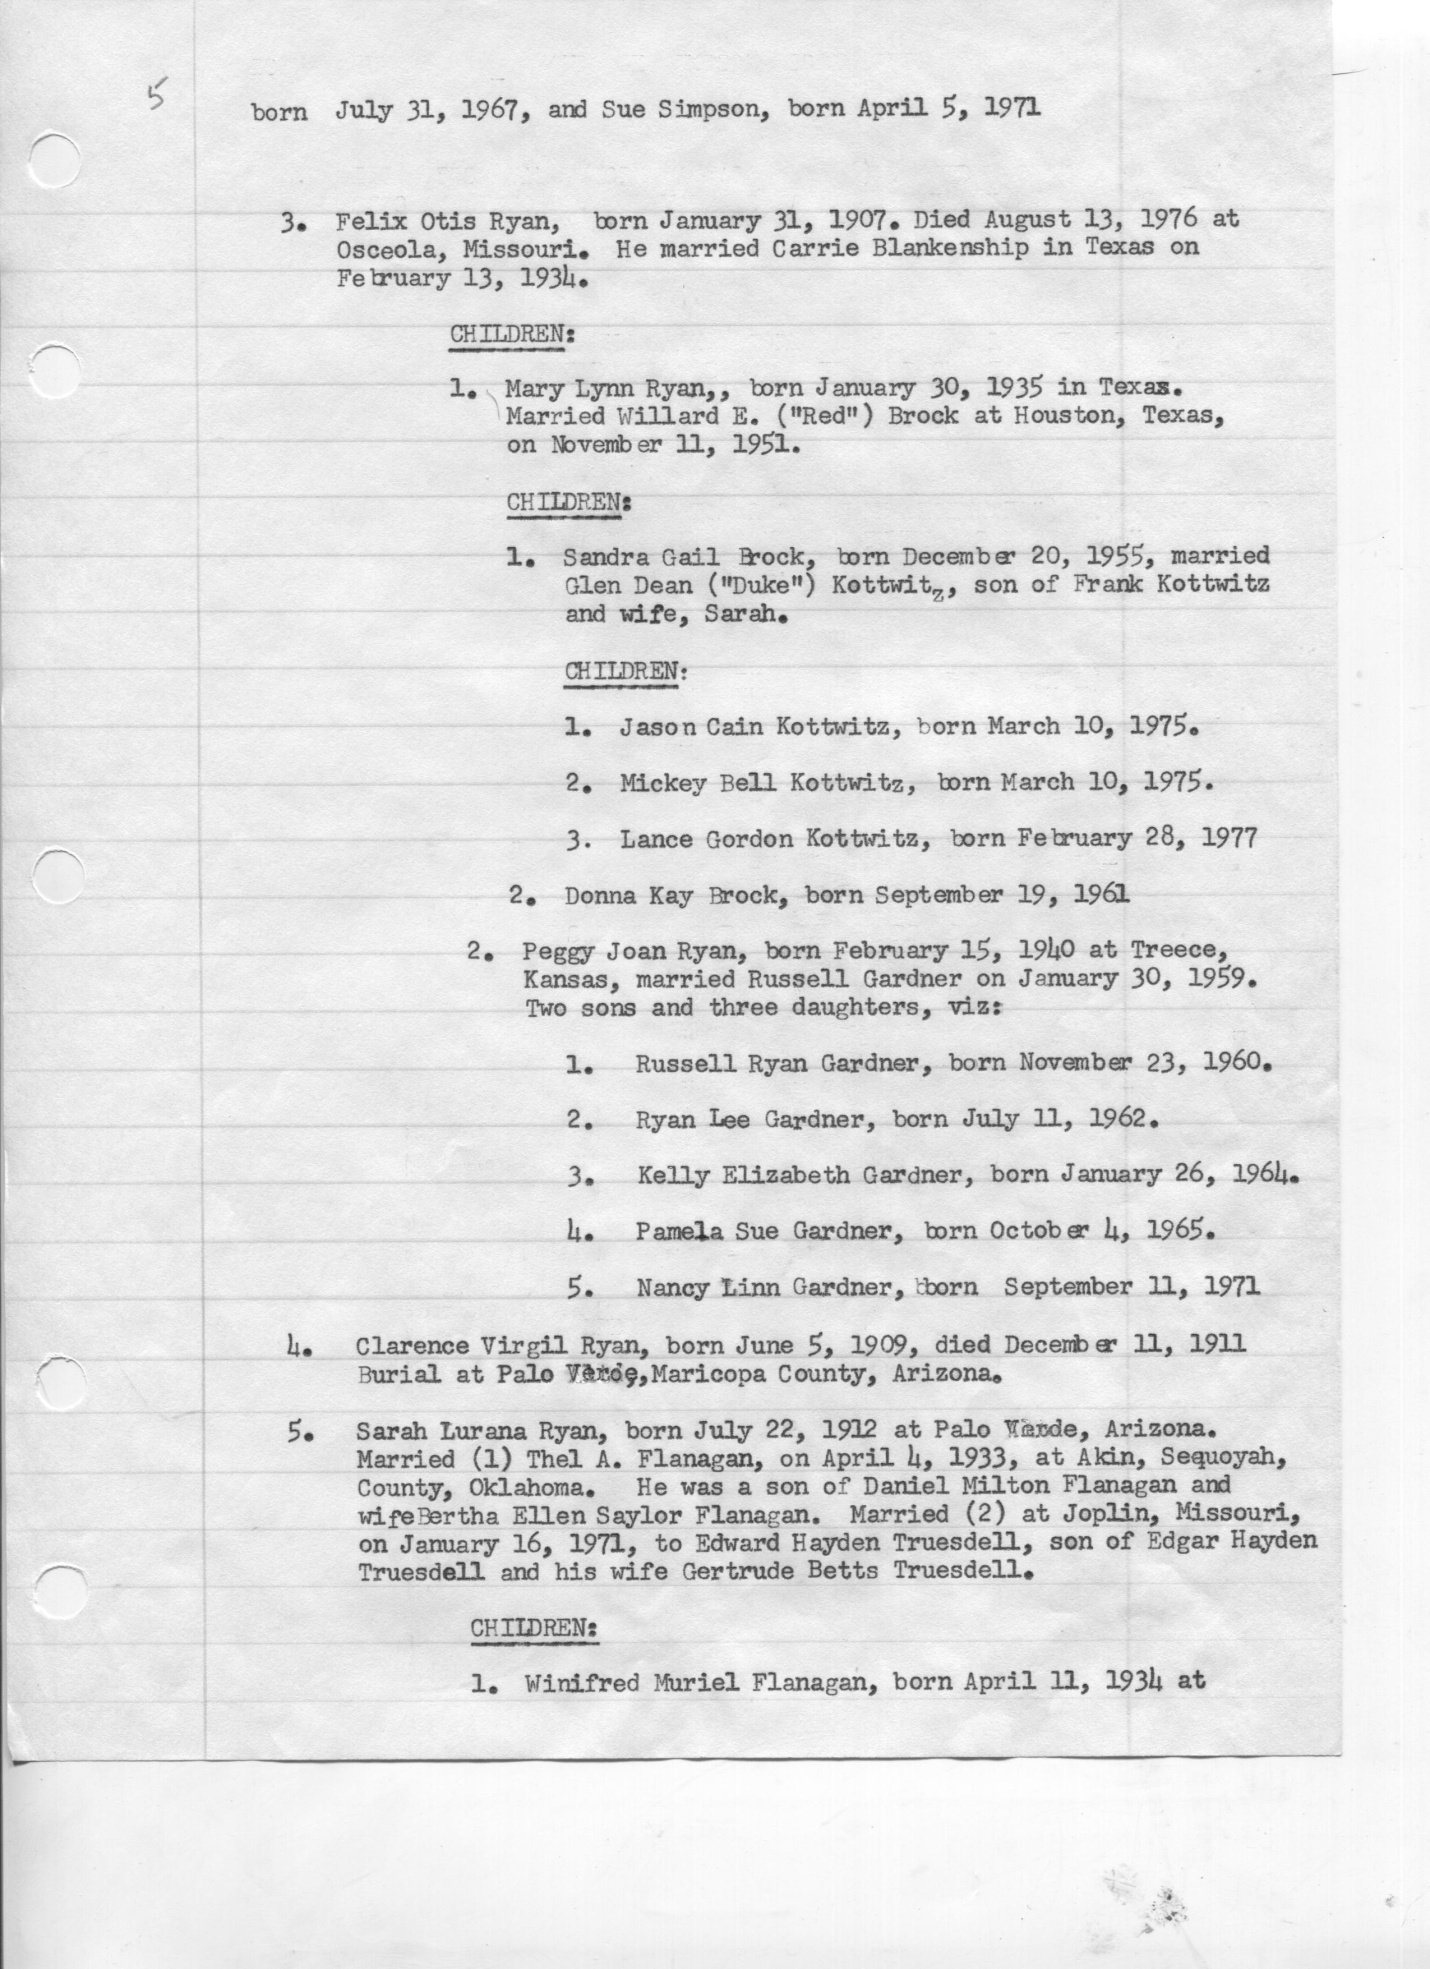 5
born July 31, 1967, and Sue Simpson, born April 5, 1971
3. Felix Otis Ryan, born January 31, 1907. Died August 13, 1976 at
Osceola, Missouri. He married Carrie Blankenship in Texas on
February 13, 1934.
CHILDREN:
1. Mary Lynn Ryan,, born January 30, 1935 in Texas.
Married Willard E. ("Red") Brock at Houston, Texas,
on November 11, 1951.
CHILDREN:
1. Sandra Gail Brock, born December 20, 1955, married
Glen Dean ("Duke") Kottwitz, son of Frank Kottwitz
and wife, Sarah.
CHILDREN:
1. Jason Cain Kottwitz, born March 10, 1975.
2. Mickey Bell Kottwitz, born March 10, 1975.
3. Lance Gordon Kottwitz, born February 28, 1977
2. Donna Kay Brock, born September 19, 1961
2. Peggy Joan Ryan, born February 15, 1940 at Treece,
Kansas, married Russell Gardner on January 30, 1959.
Two sons and three daughters, viz:
1. Russell Ryan Gardner, born November 23, 1960.
2. Ryan Lee Gardner, born July 11, 1962.
3. Kelly Elizabeth Gardner, born January 26, 1964.
4. Pamela Sue Gardner, born October 4, 1965.
5. Nancy Linn Gardner, bborn September 11, 1971
4. Clarence Virgil Ryan, born June 5, 1909, died December 11, 1911
Burial at Palo Verde, Maricopa County, Arizona.
5. Sarah Lurana Ryan, born July 22, 1912 at Palo Verde, Arizona.
Married (1) Thel A. Flanagan, on April 4, 1933, at Akin, Sequoyah,
County, Oklahoma. He was a son of Daniel Milton Flanagan and
wifeBertha Ellen Saylor Flanagan. Married (2) at Joplin, Missouri,
on January 16, 1971, to Edward Hayden Truesdell, son of Edgar Hayden
Truesdell and his wife Gertrude Betts Truesdell.
CHILDREN:
1. Winifred Muriel Flanagan, born April 11, 1934 at